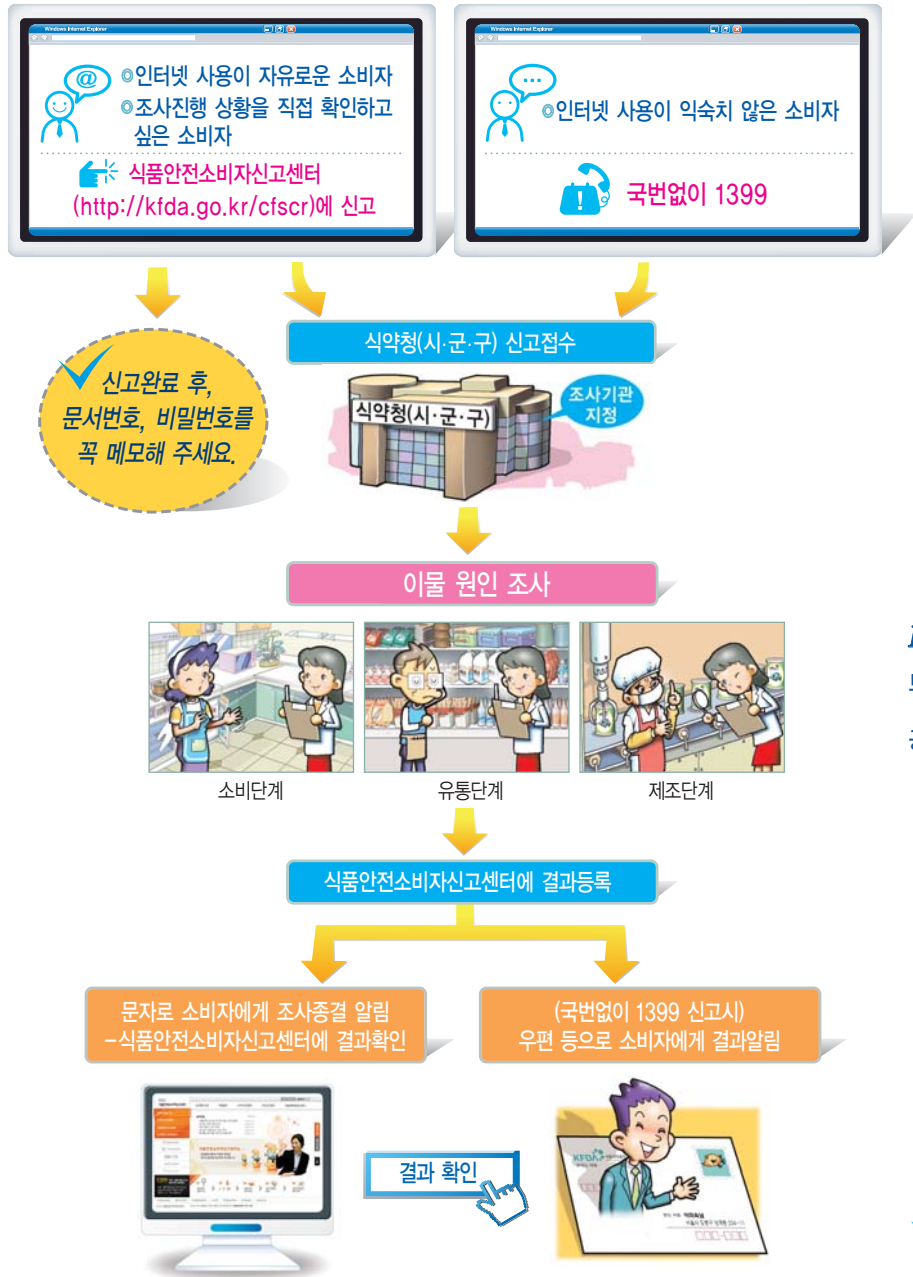 Windows Internet Explorer
@
◎인터넷 사용이 자유로운 소비자
◎조사진행 상황을 직접 확인하고
싶은 소비자
식품안전소비자신고센터
(http://kfda.go.kr/cfscr)에 신고
Windows Internet Explorer
...
◎인터넷 사용이 익숙치 않은 소비자
!
국번없이 1399
신고완료 후,
문서번호, 비밀번호를
꼭 메모해 주세요.
식약청(시·군·구) 신고접수
식약청(시·군·구)
조사기관
지정
이물 원인 조사
소비단계
유통단계
제조단계
식품안전소비자신고센터에 결과등록
문자로 소비자에게 조사종결 알림
-식품안전소비자신고센터에 결과확인
(국번없이 1399 신고시)
우편 등으로 소비자에게 결과알림
결과 확인
KFDA